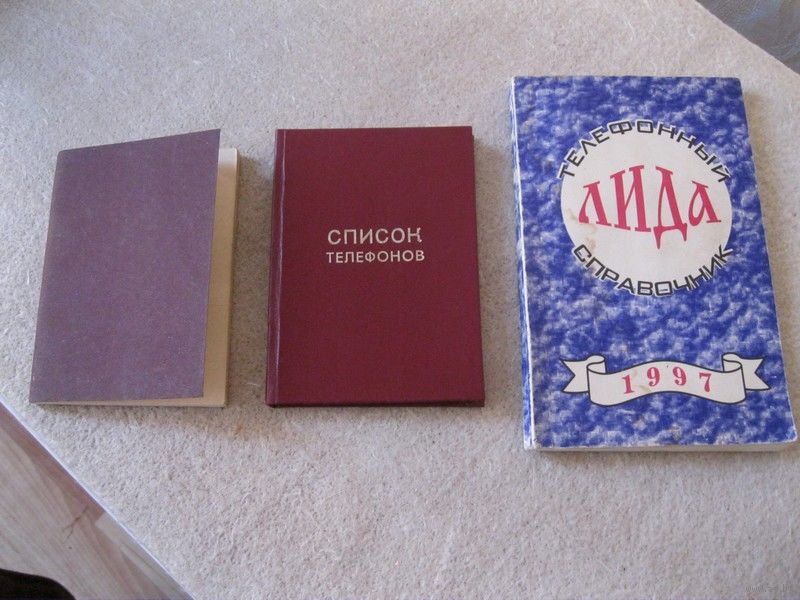 СПИСОК
ТЕЛЕФОНОВ
ТЕЛЕФОННЫЙ
ЛИДА
СПРАВОЧНИК
1997